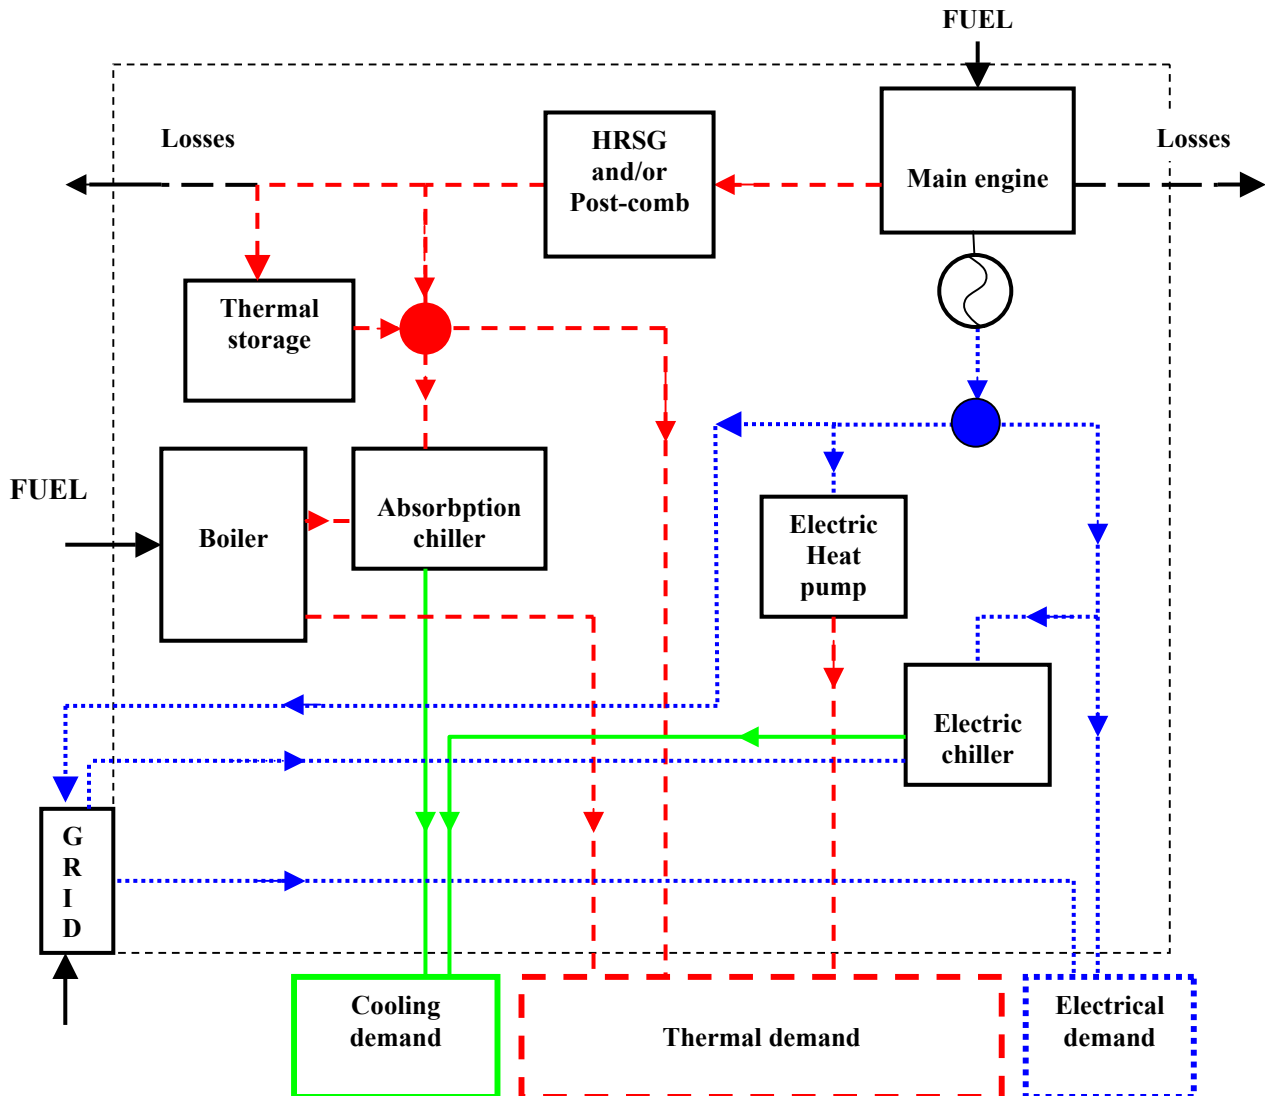 FUEL
Losses
HRSG
and/or
Post-comb
Main engine
Losses
Thermal
storage
FUEL
Boiler
Absorbption
chiller
Electric
Heat
pump
Electric
chiller
G
R
I
D
Cooling
demand
Thermal demand
Electrical
demand